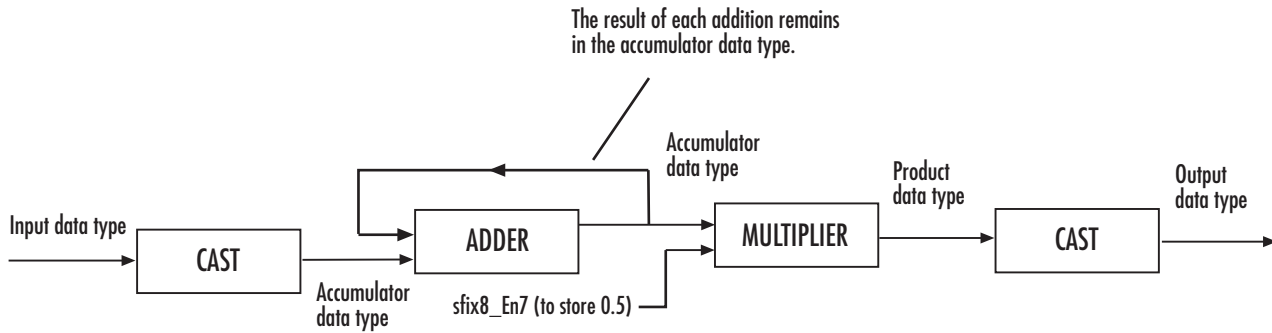 The result of each addition remains
in the accumulator data type.
Accumulator
data type
Product
data type
Output
data type
Input data type
CAST
ADDER
MULTIPLIER
CAST
Accumulator
data type
sfix8_En7 (to store 0.5)